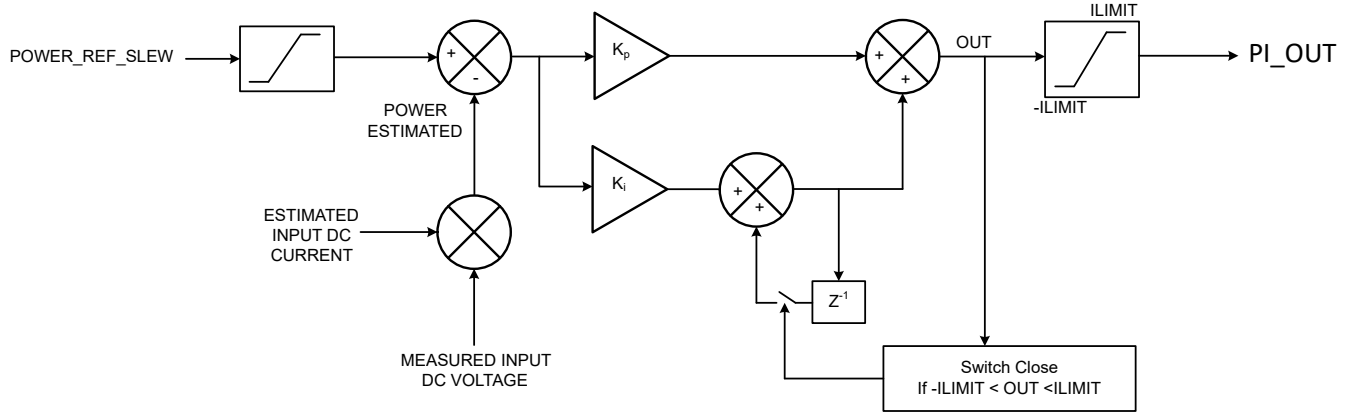 ILIMIT
POWER_REF_SLEW
+
-
Kp
+
+
OUT
PI_OUT
-ILIMIT
POWER
ESTIMATED
Ki
+
+
ESTIMATED
INPUT DC
CURRENT
Z-1
MEASURED INPUT
DC VOLTAGE
Switch Close
If -ILIMIT < OUT <ILIMIT